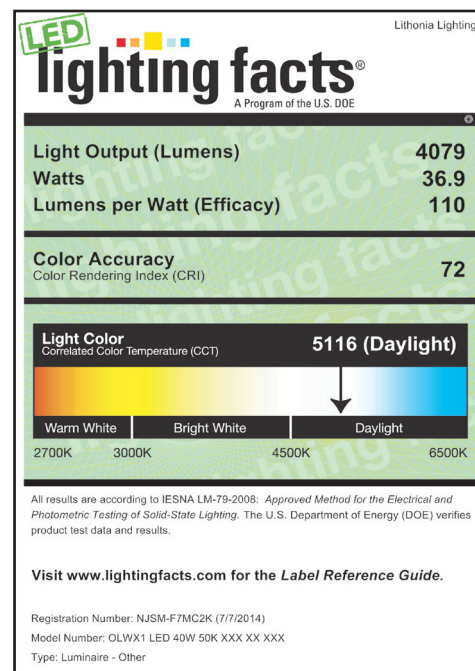 Lithonia Lighting
LED
lighting facts®
A Program of the U.S. DOE
Light Output (Lumens) 4079
Watts 36.9
Lumens per Watt (Efficacy) 110
Color Accuracy
Color Rendering Index (CRI) 72
Light Color
Correlated Color Temperature (CCT) 5116 (Daylight)
Warm White Bright White Daylight
2700K 3000K 4500K 6500K
All results are according to IESNA LM-79-2008: Approved Method for the Electrical and
Photometric Testing of Solid-State Lighting. The U.S. Department of Energy (DOE) verifies
product test data and results.
Visit www.lightingfacts.com for the Label Reference Guide.
Registration Number: NJSM-F7MC2K (7/7/2014)
Model Number: OLWX1 LED 40W 50K XXX XX XXX
Type: Luminaire - Other